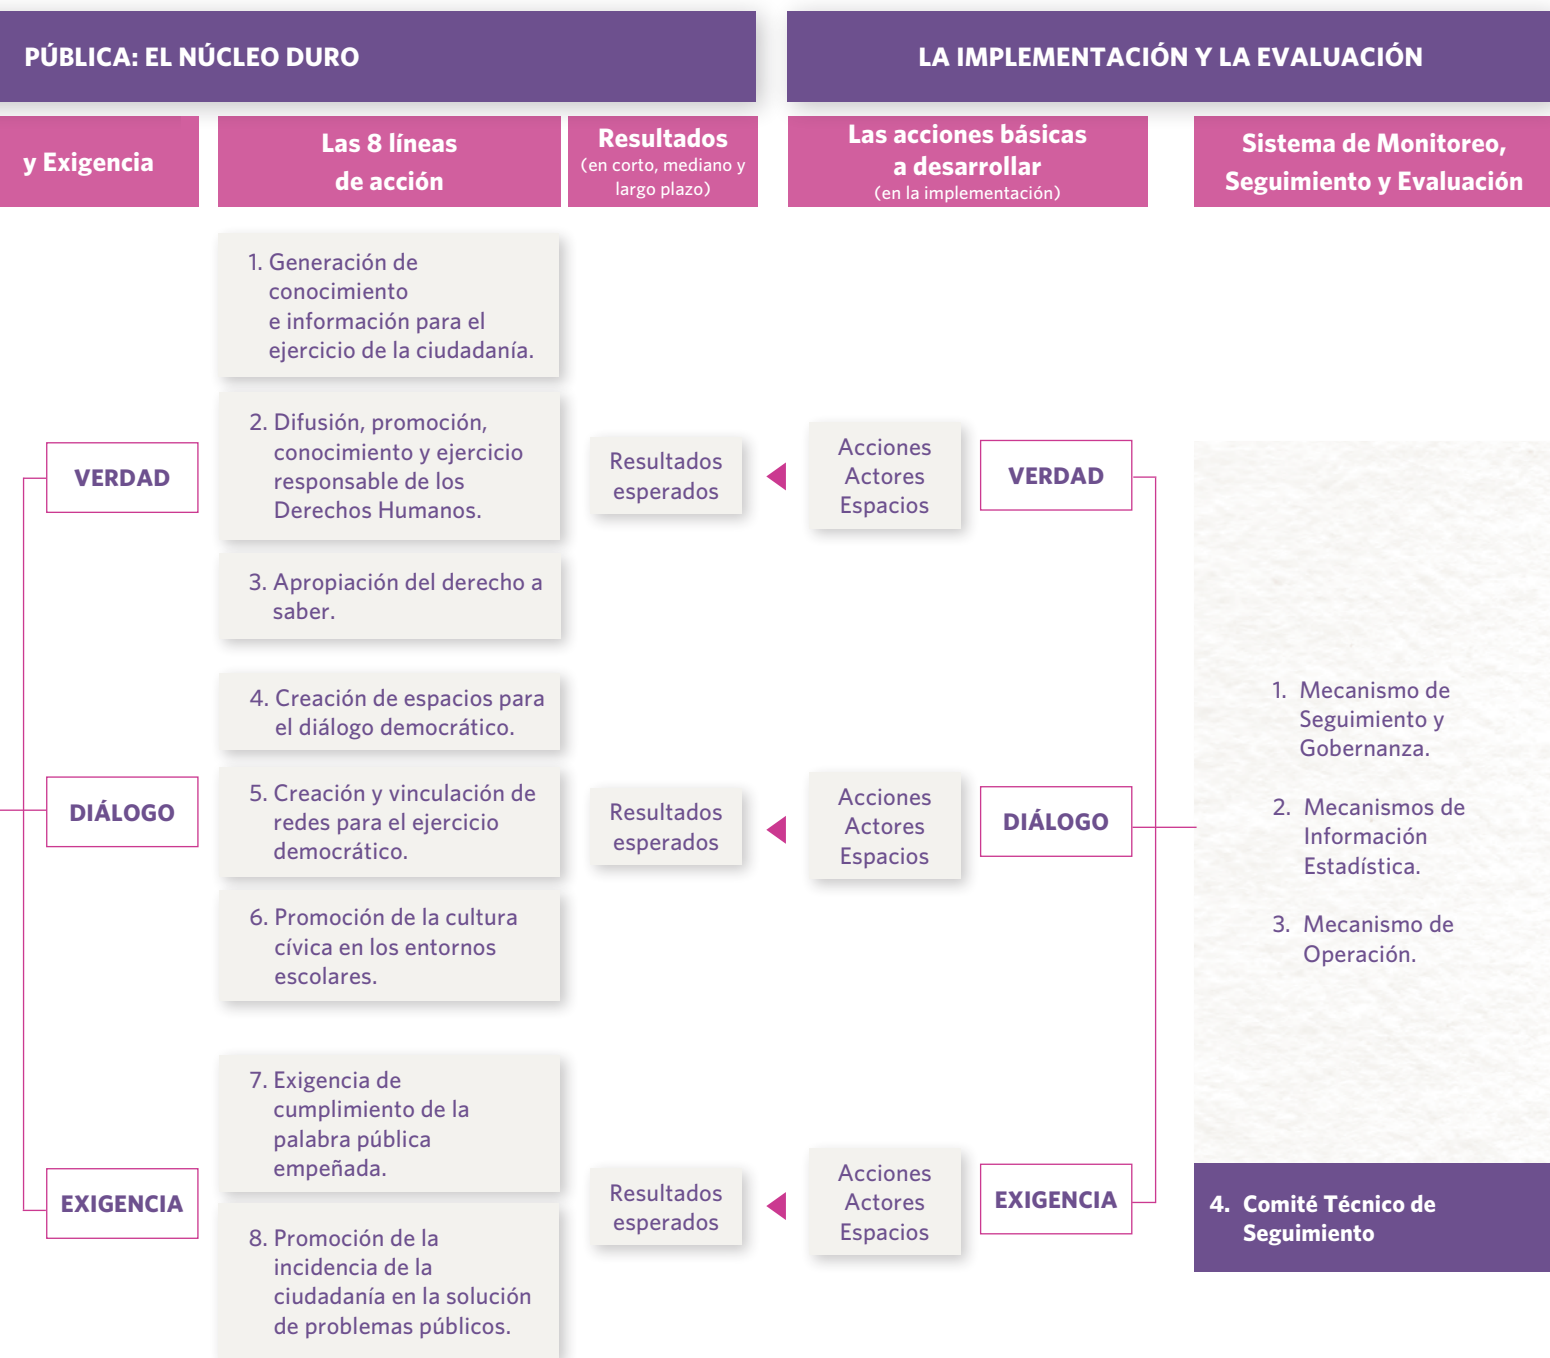 PÚBLICA: EL NÚCLEO DURO
LA IMPLEMENTACIÓN Y LA EVALUACIÓN
y Exigencia
Las 8 líneas
de acción
Resultados
(en corto, mediano y
largo plazo)
Las acciones básicas
a desarrollar
(en la implementación)
Sistema de Monitoreo,
Seguimiento y Evaluación
VERDAD
1. Generación de
conocimiento
e información para el
ejercicio de la ciudadanía.
2. Difusión, promoción,
conocimiento y ejercicio
responsable de los
Derechos Humanos.
3. Apropiación del derecho a
saber.
Resultados
esperados
Acciones
Actores
Espacios
VERDAD
DIÁLOGO
4. Creación de espacios para
el diálogo democrático.
5. Creación y vinculación de
redes para el ejercicio
democrático.
6. Promoción de la cultura
cívica en los entornos
escolares.
Resultados
esperados
Acciones
Actores
Espacios
DIÁLOGO
EXIGENCIA
7. Exigencia de
cumplimiento de la
palabra pública
empeñada.
8. Promoción de la
incidencia de la
ciudadanía en la solución
de problemas públicos.
Resultados
esperados
Acciones
Actores
Espacios
EXIGENCIA
1. Mecanismo de
Seguimiento y
Gobernanza.
2. Mecanismos de
Información
Estadística.
3. Mecanismo de
Operación.
4. Comité Técnico de
Seguimiento